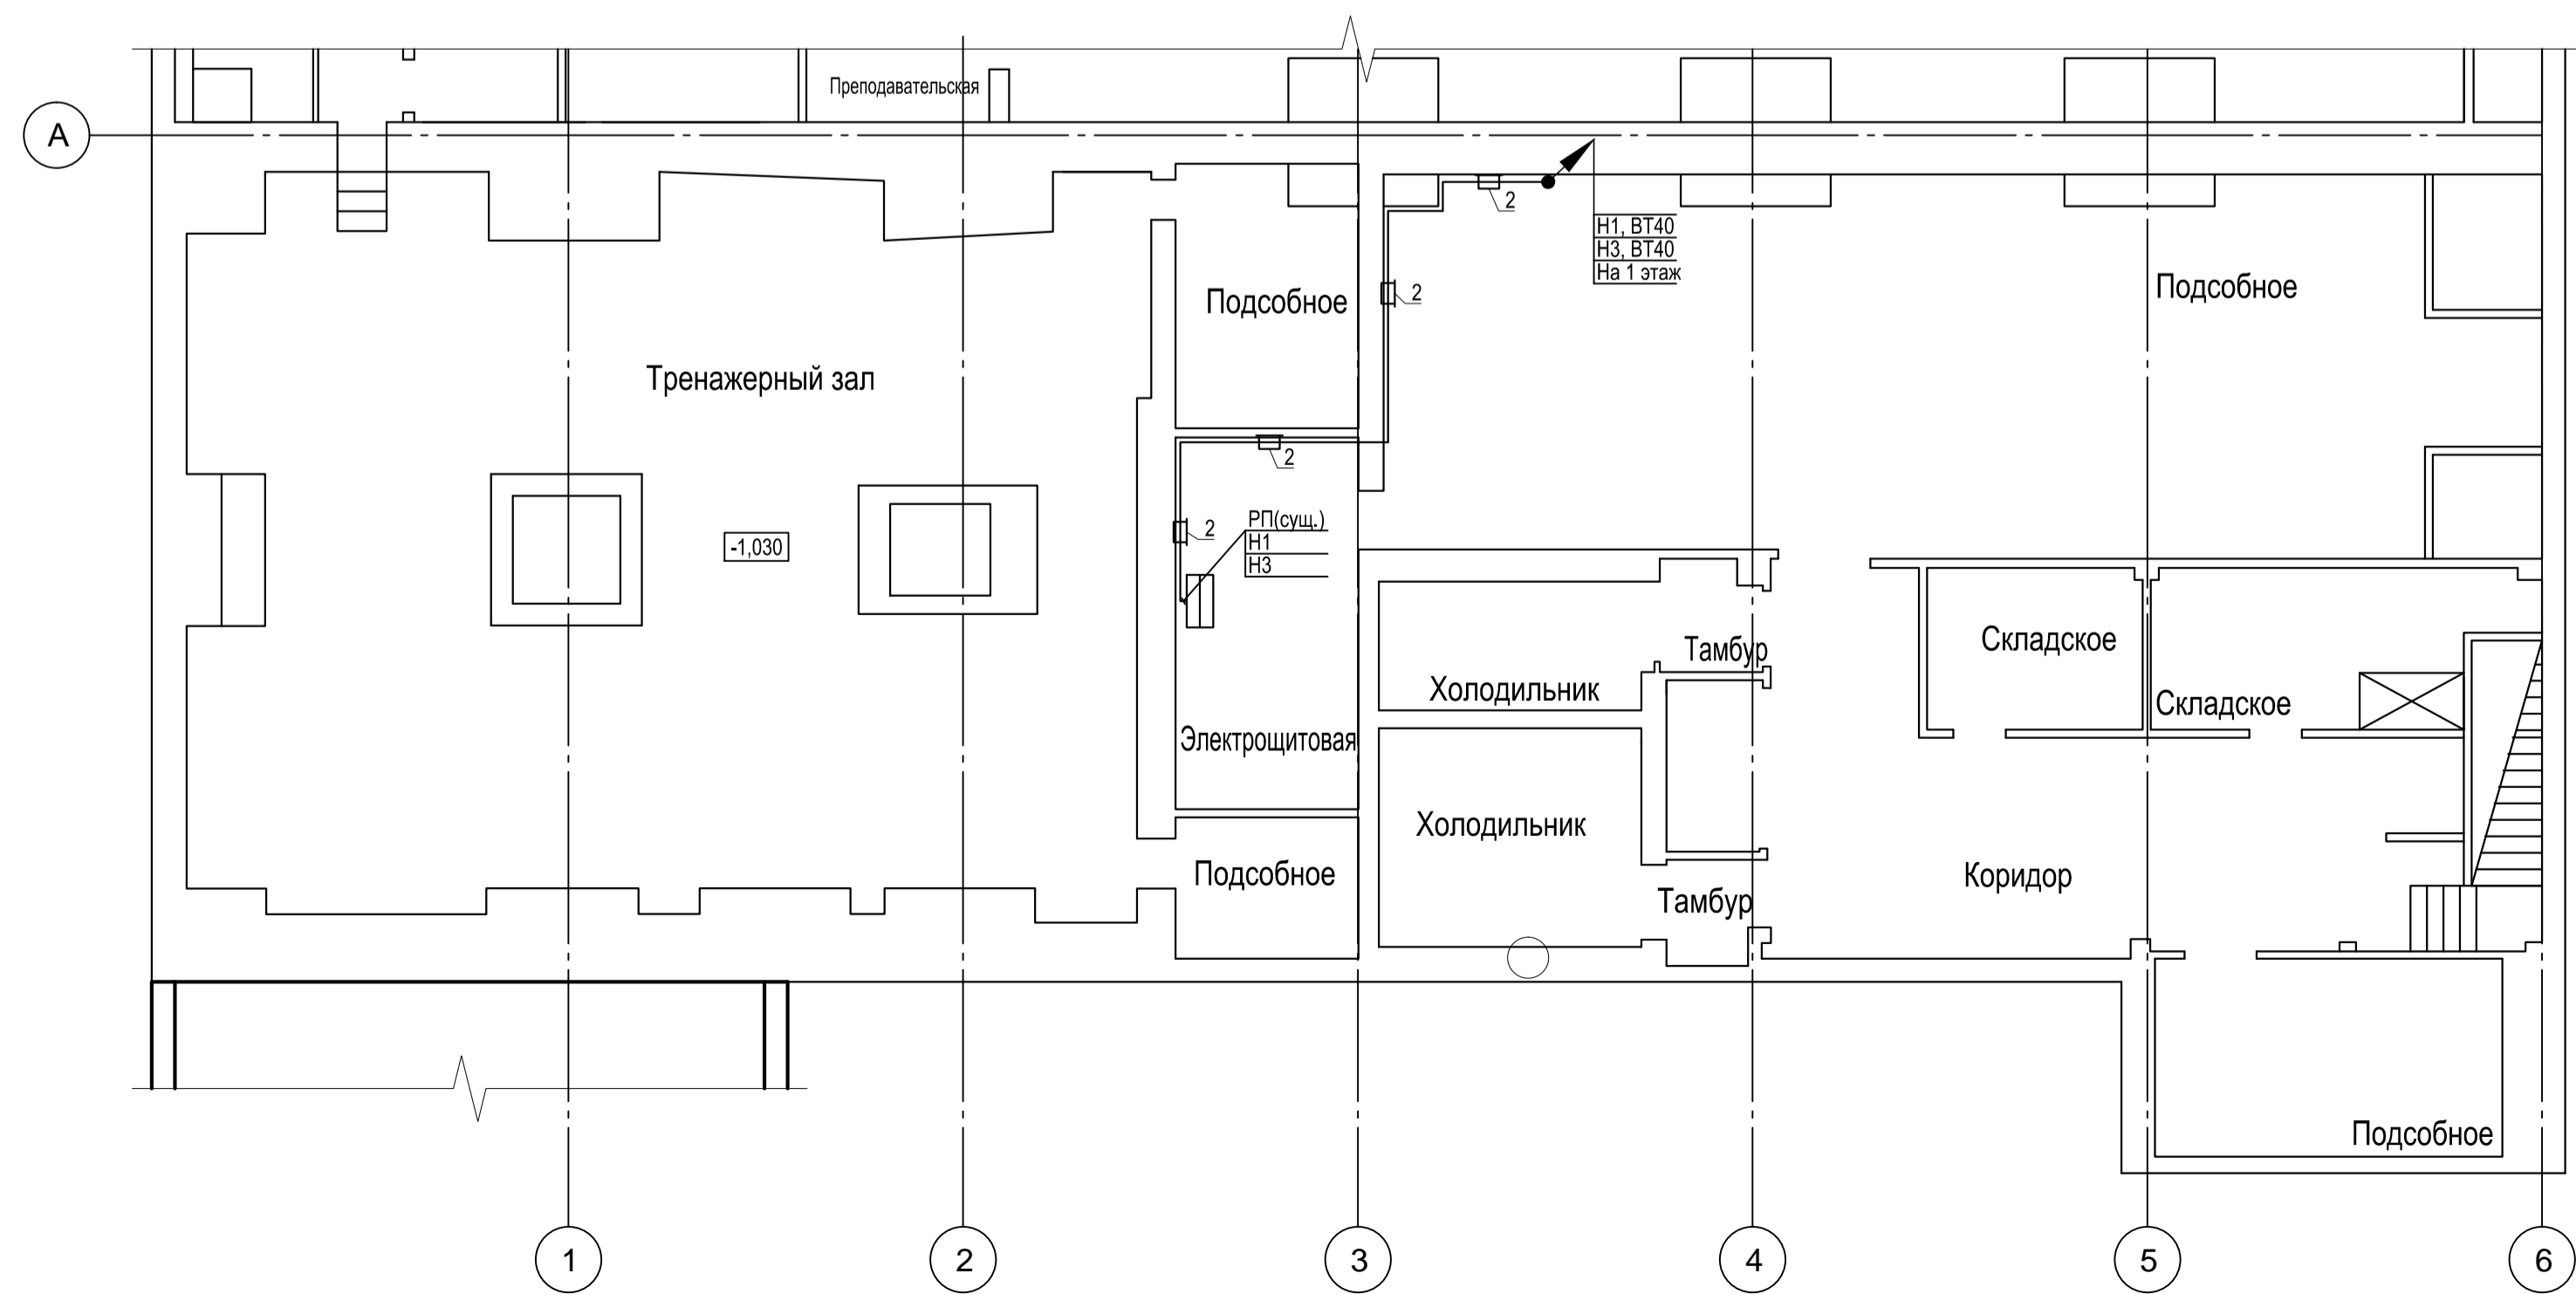 Преподавательская
А
2
Н1, ВТ40
Н3, ВТ40
На 1 этаж
Подсобное
2
Подсобное
Тренажерный зал
2
РП(сущ.)
Н1
Н3
2
-1,030
Складское
Тамбур
Холодильник
Складское
Электрощитовая
Холодильник
Подсобное
Коридор
Тамбур
Подсобное
1
2
3
4
5
6